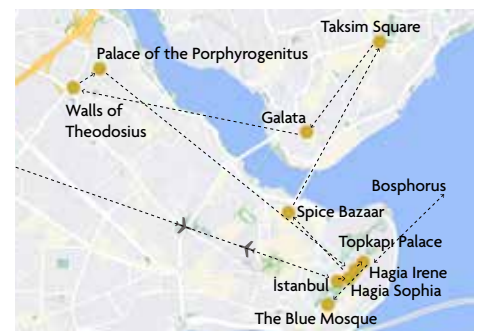 Taksim Square
Palace of the Porphyrogenitus
Walls of
Theodosius
Galata
Bosphorus
Spice Bazaar
Topkapı Palace
Hagia Irene
İstanbul
Hagia Sophia
The Blue Mosque